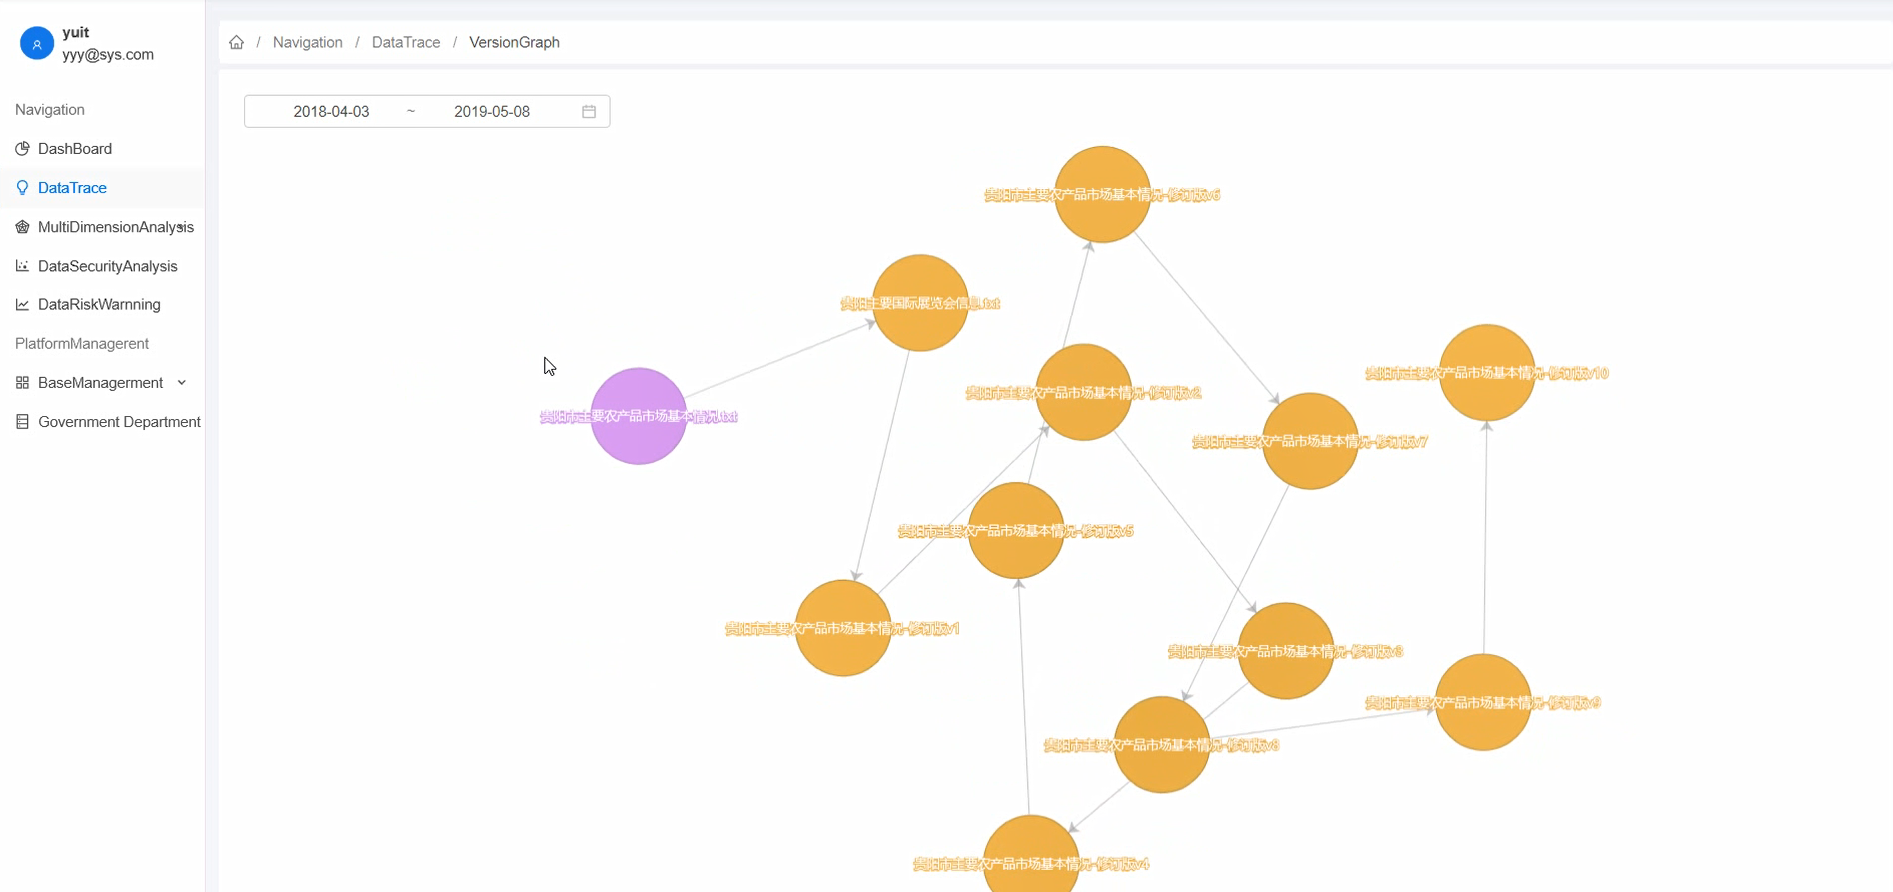 yuit
yyy@sys.com
Navigation
DashBoard
DataTrace
MultiDimensionAnalysis
DataSecurityAnalysis
DataRiskWarnning
PlatformManagerent
BaseManagerment
Government Department
/ Navigation / DataTrace / VersionGraph
2018-04-03 ~ 2019-05-08
贵阳市主要农产品市场基本情况-修订版v6
贵阳主要国际展览会信息.txt
贵阳市主要农产品市场基本情况-修订版v10
贵阳市主要农产品市场基本情况-修订版v2
贵阳市主要农产品市场基本情况.txt
贵阳市主要农产品市场基本情况-修订版v7
贵阳市主要农产品市场基本情况-修订版v5
贵阳市主要农产品市场基本情况-修订版v1
贵阳市主要农产品市场基本情况-修订版v3
贵阳市主要农产品市场基本情况-修订版v9
贵阳市主要农产品市场基本情况-修订版v8
贵阳市主要农产品市场基本情况-修订版v4